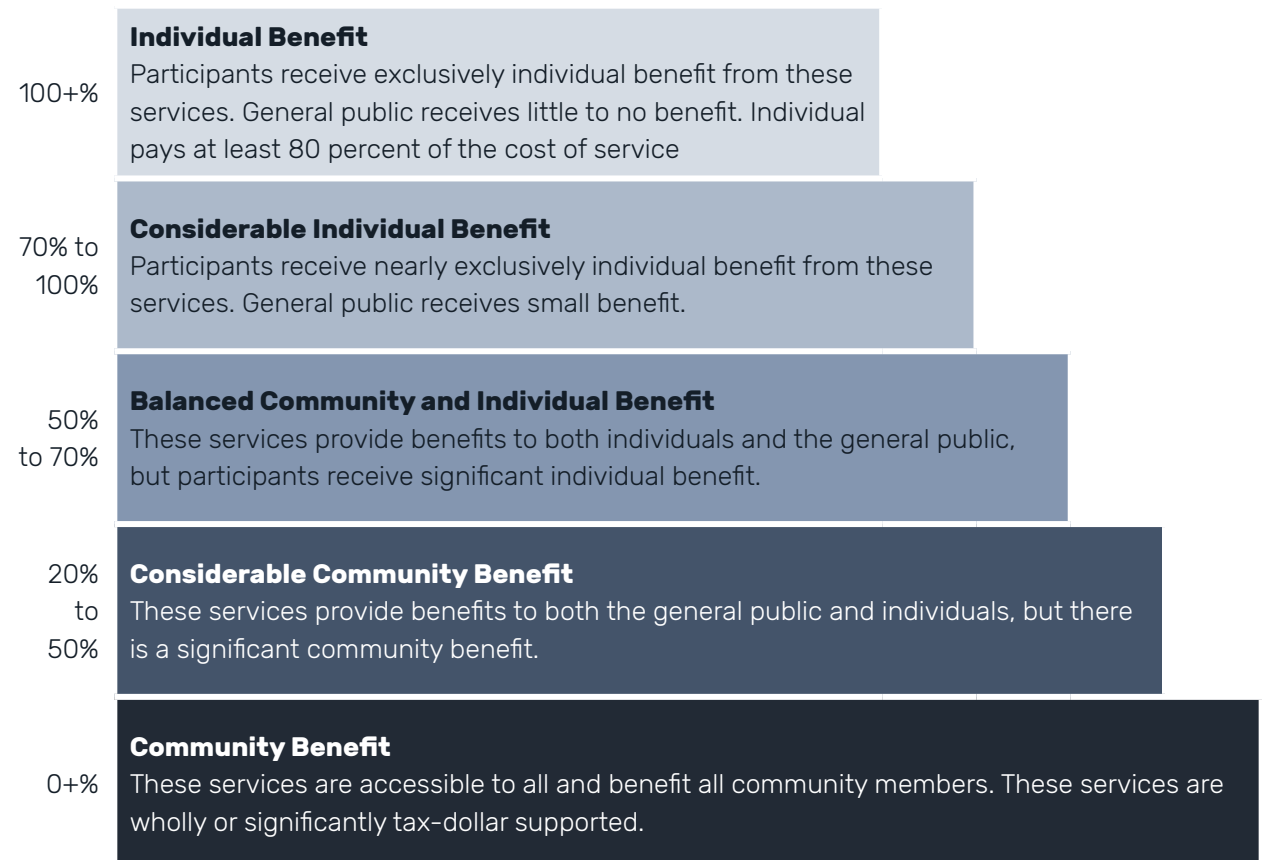 Individual Benefit
100+%
Participants receive exclusively individual benefit from these
services. General public receives little to no benefit. Individual
pays at least 80 percent of the cost of service
70% to
100%
Considerable Individual Benefit
Participants receive nearly exclusively individual benefit from these
services. General public receives small benefit.
50%
to 70%
Balanced Community and Individual Benefit
These services provide benefits to both individuals and the general public,
but participants receive significant individual benefit.
20%
to
50%
Considerable Community Benefit
These services provide benefits to both the general public and individuals, but there
is a significant community benefit.
0+%
Community Benefit
These services are accessible to all and benefit all community members. These services are
wholly or significantly tax-dollar supported.